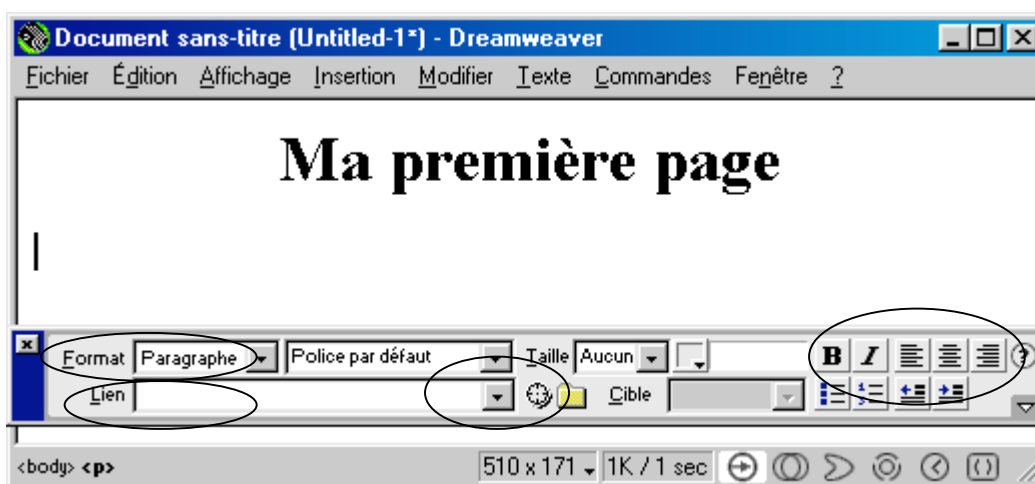 Document sans-titre (Untitled-1*) - Dreamweaver
Fichier Édition Affichage Insertion Modifier Texte Commandes Fenêtre ?
Ma première page
Format Paragraphe Police par défaut Taille Aucun B I ?
Lien Cible
<body> <p> 510 x 171 1K / 1 sec